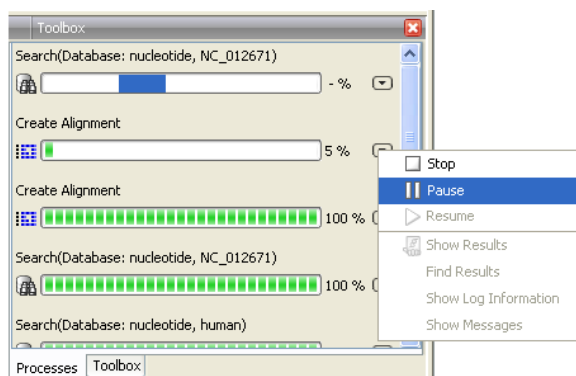 Toolbox
Search(Database: nucleotide, NC_012671)
- %
Create Alignment
5 %
Stop
Pause
Create Alignment
100 %
Resume
Show Results
Search(Database: nucleotide, NC_012671)
100 %
Find Results
Show Log Information
Search(Database: nucleotide, human)
Show Messages
Processes Toolbox